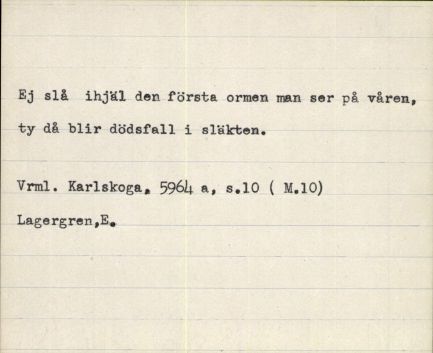 Ej slå ihjäl den första ormen man ser på våren,
ty då blir dödsfall i släkten.
Vrml. Karlskoga, 5964 a, s.10 ( M.10)
Lagergren,E.